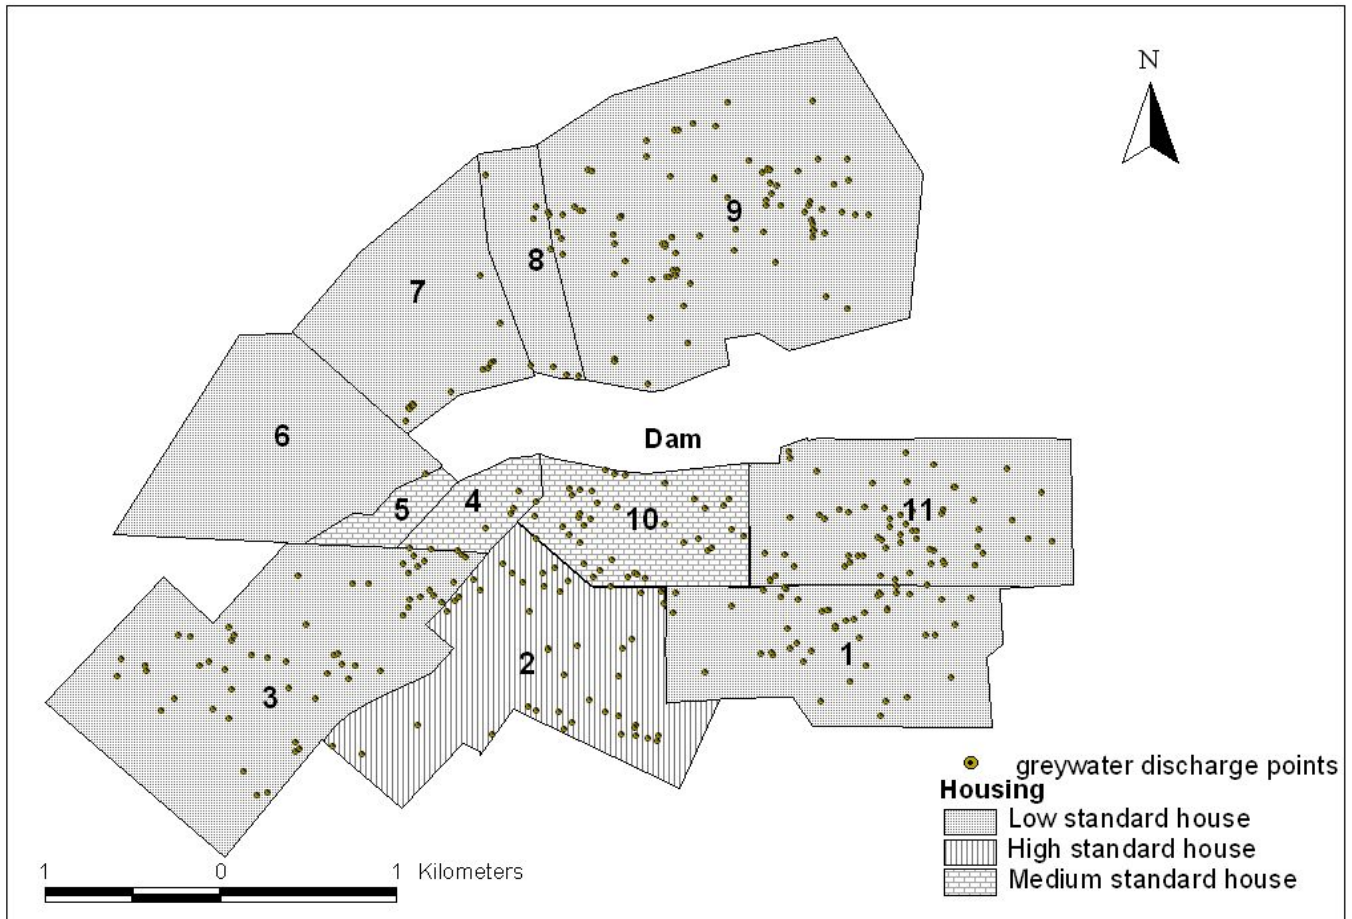 N
9
8
7
6
Dam
5
4
10
11
2
1
3
greywater discharge points
Housing
Low standard house
High standard house
Medium standard house
1 0 1 Kilometers